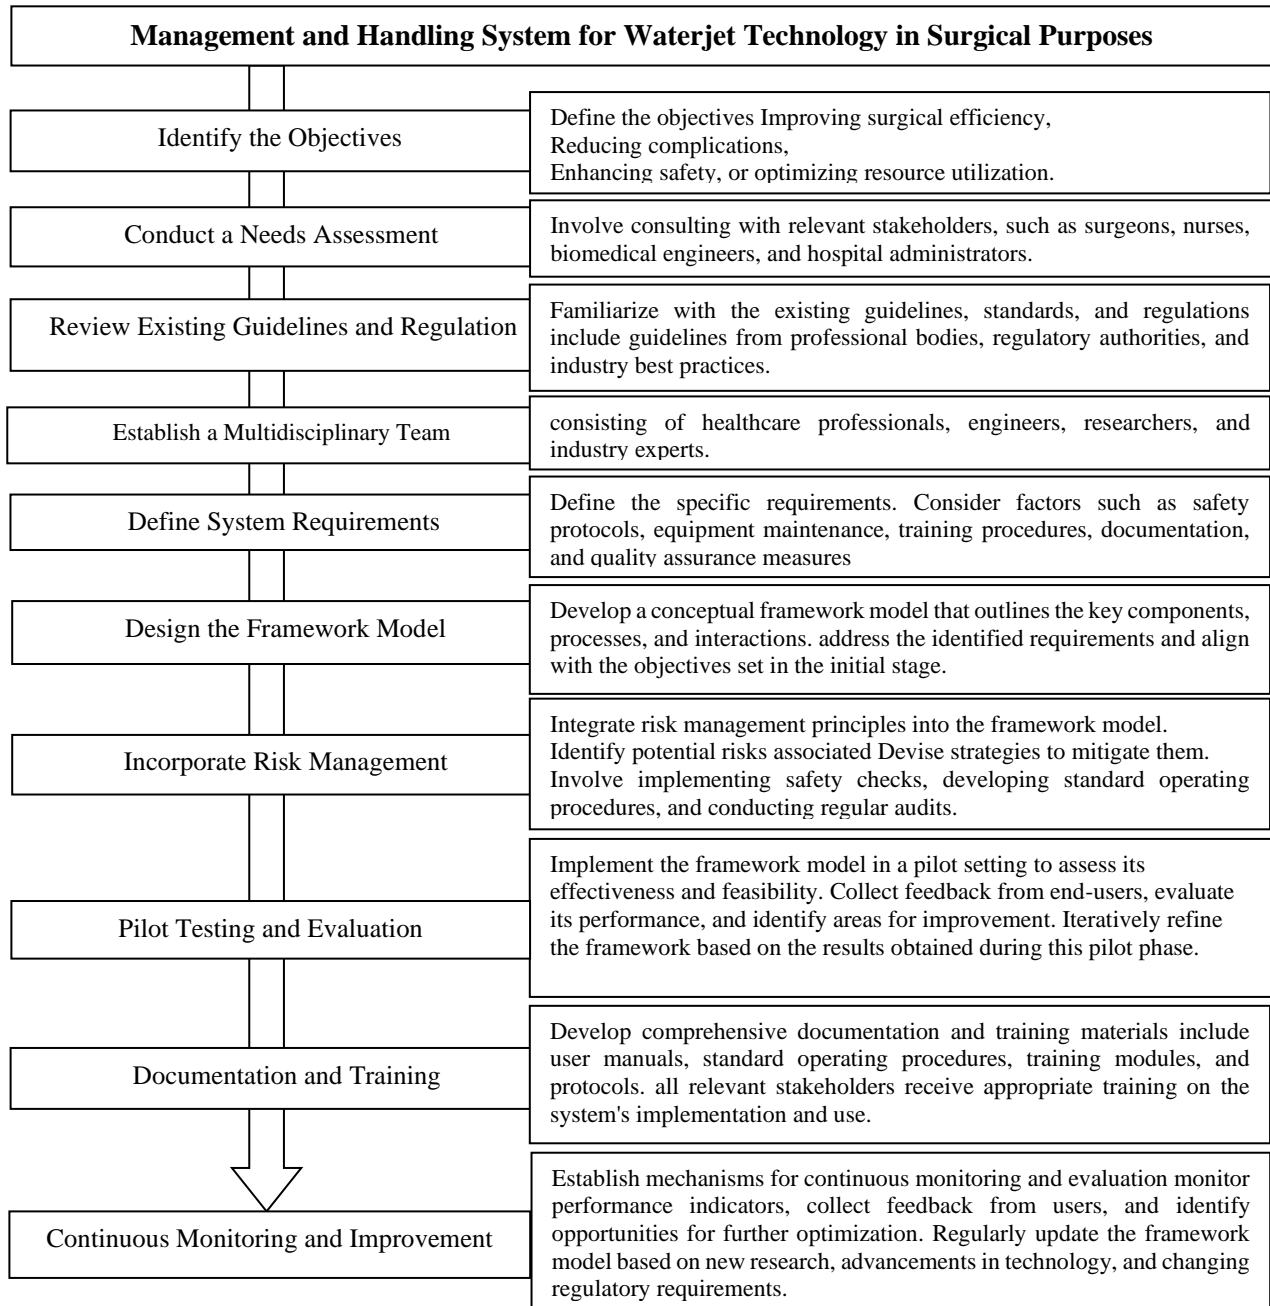 Management and Handling System for Waterjet Technology in Surgical Purposes
Identify the Objectives
Define the objectives Improving surgical efficiency,
Reducing complications,
Enhancing safety, or optimizing resource utilization.
Conduct a Needs Assessment
Involve consulting with relevant stakeholders, such as surgeons, nurses,
biomedical engineers, and hospital administrators.
Review Existing Guidelines and Regulation
Familiarize with the existing guidelines, standards, and regulations
include guidelines from professional bodies, regulatory authorities, and
industry best practices.
Establish a Multidisciplinary Team
consisting of healthcare professionals, engineers, researchers, and
industry experts.
Define System Requirements
Define the specific requirements. Consider factors such as safety
protocols, equipment maintenance, training procedures, documentation,
and quality assurance measures
Design the Framework Model
Develop a conceptual framework model that outlines the key components,
processes, and interactions. address the identified requirements and align
with the objectives set in the initial stage.
Incorporate Risk Management
Integrate risk management principles into the framework model.
Identify potential risks associated Devise strategies to mitigate them.
Involve implementing safety checks, developing standard operating
procedures, and conducting regular audits.
Pilot Testing and Evaluation
Implement the framework model in a pilot setting to assess its
effectiveness and feasibility. Collect feedback from end-users, evaluate
its performance, and identify areas for improvement. Iteratively refine
the framework based on the results obtained during this pilot phase.
Documentation and Training
Develop comprehensive documentation and training materials include
user manuals, standard operating procedures, training modules, and
protocols. all relevant stakeholders receive appropriate training on the
system's implementation and use.
Continuous Monitoring and Improvement
Establish mechanisms for continuous monitoring and evaluation monitor
performance indicators, collect feedback from users, and identify
opportunities for further optimization. Regularly update the framework
model based on new research, advancements in technology, and changing
regulatory requirements.